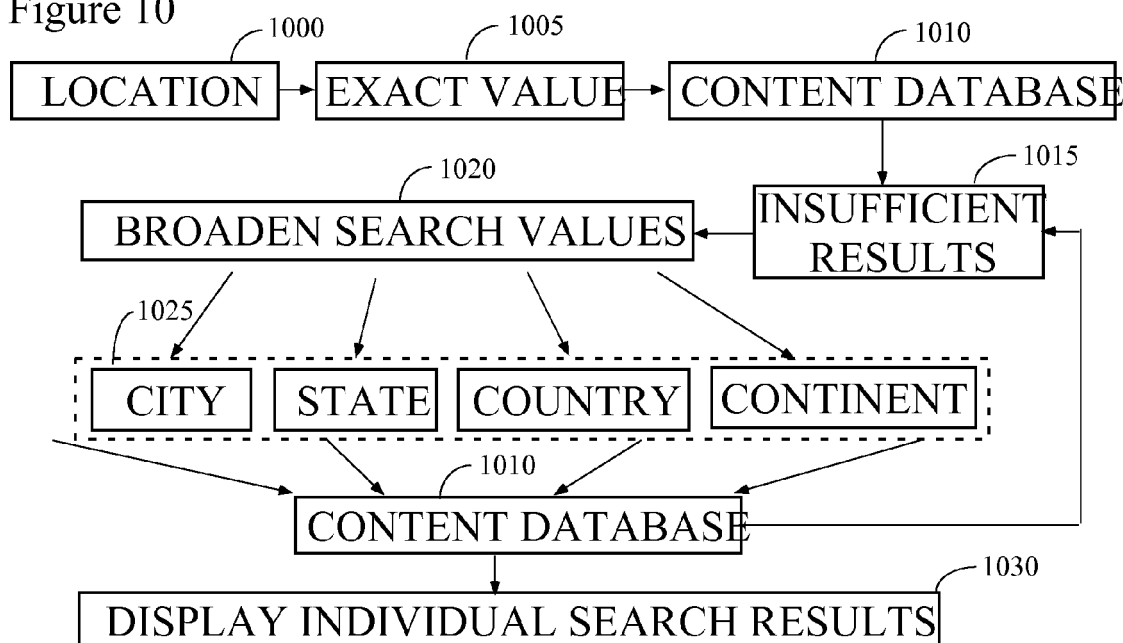 Figure 10
1000
1005
1010
LOCATION
EXACT VALUE
CONTENT DATABASE
1015
1020
INSUFFICIENT
RESULTS
BROADEN SEARCH VALUES
1025
CITY
STATE
COUNTRY
CONTINENT
1010
CONTENT DATABASE
1030
DISPLAY INDIVIDUAL SEARCH RESULTS